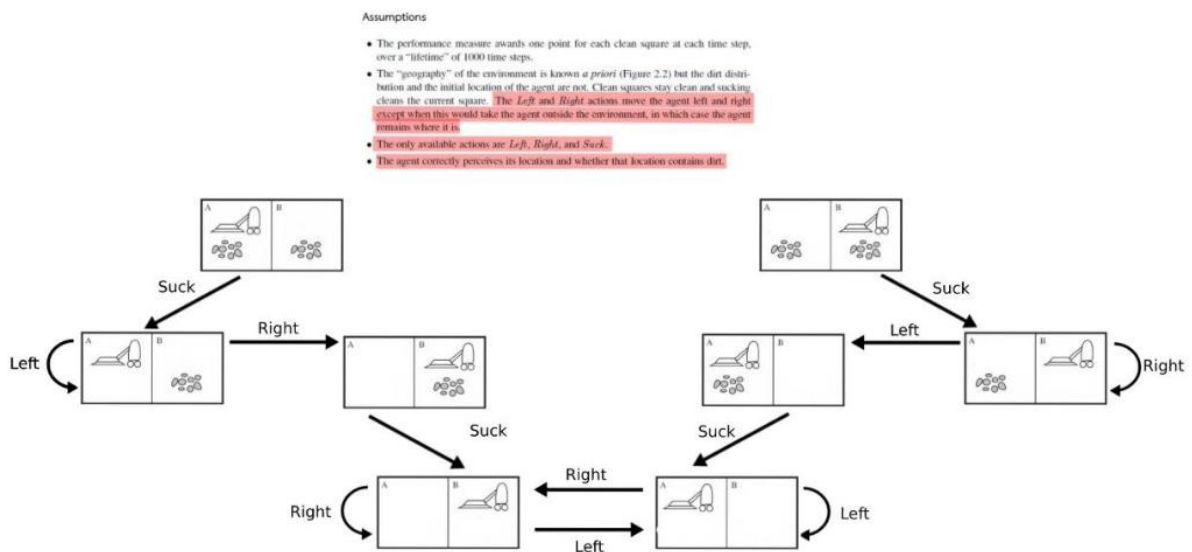 Assumptions
• The performance measure awards one point for each clean square at each time step,
over a “lifetime” of 1000 time steps.
• The “geography” of the environment is known a priori (Figure 2.2) but the dirt distri-
bution and the initial location of the agent are not. Clean squares stay clean and sucking
cleans the current square. The Left and Right actions move the agent left and right
except when this would take the agent outside the environment, in which case the agent
remains where it is.
• The only available actions are Left, Right, and Suck.
• The agent correctly perceives its location and whether that location contains dirt.
A B
A B
Suck
Suck
Right
Left
A B
A B
A B
A B
Left
Right
Suck
Suck
Right
A B
A B
Right
Left
Left